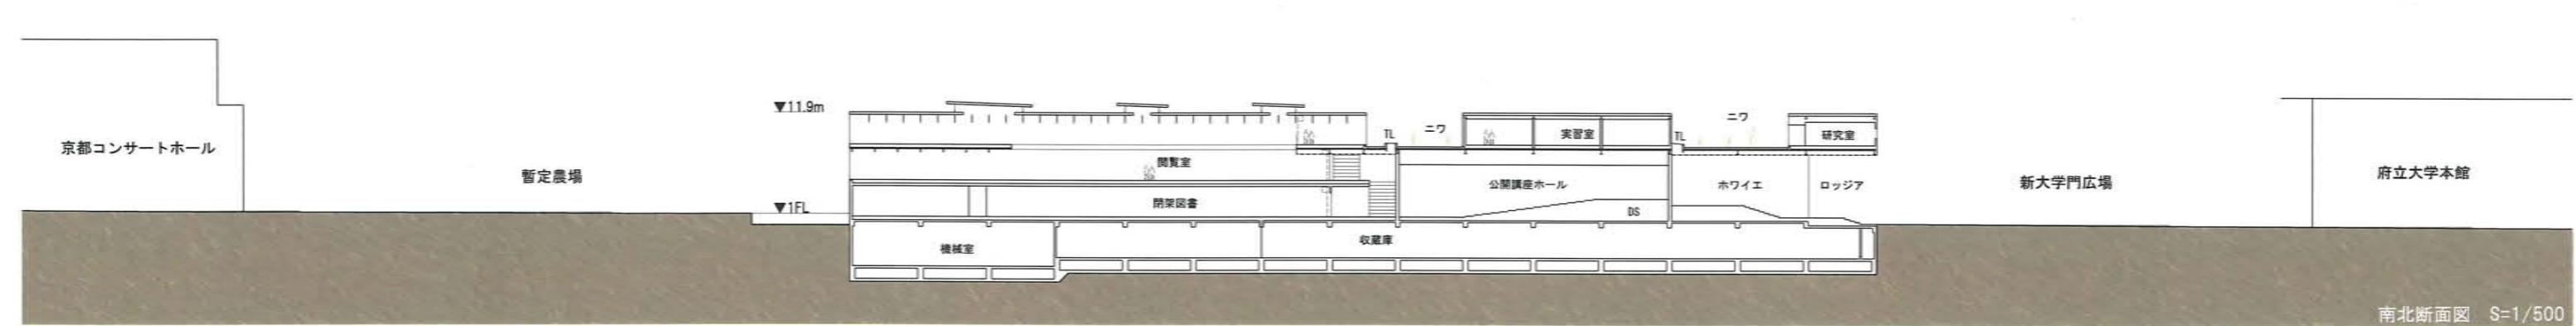 ▼11.9m
京都コンサートホール
暫定農場
▼1FL
閲覧室
閉架図書
機械室
収蔵庫
TL
ニワ
実習室
公開講座ホール
DS
TL
ニワ
研究室
ホワイエ
ロッジア
新大学門広場
府立大学本館
南北断面図 S=1/500